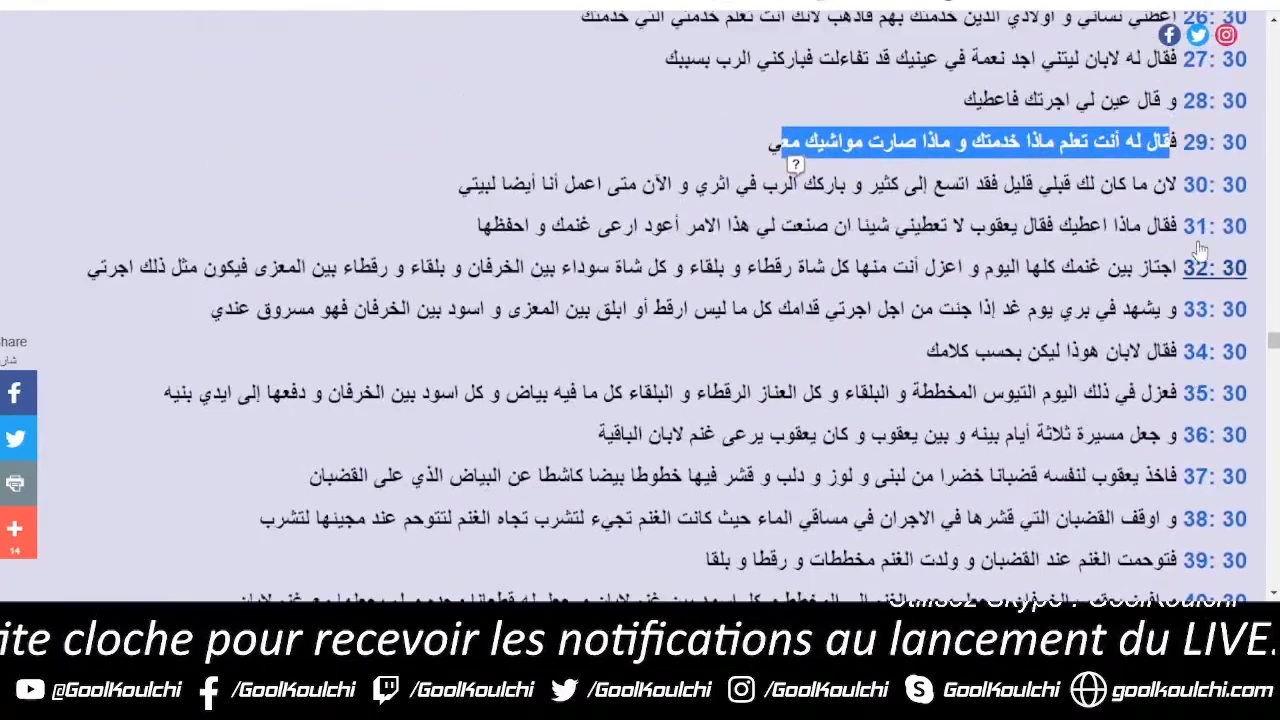 26: 30 اعطني نسائي و اولادي الذين خدمتك بهم فاذهب لانك انت تعلم خدمتي التي خدمتك
27: 30 فقال له لابان ليتني اجد نعمة في عينيك قد تفاءلت فباركني الرب بسببك
28: 30 و قال عين لي اجرتك فاعطيك
29: 30 فقال له أنت تعلم ماذا خدمتك و ماذا صارت مواشيك معي
?
30: 30 لان ما كان لك قبلي قليل فقد اتسع إلى كثير و باركك الرب في اثري و الآن متى اعمل أنا أيضا لبيتي
31: 30 فقال ماذا اعطيك فقال يعقوب لا تعطيني شيئا ان صنعت لي هذا الامر أعود ارعى غنمك و احفظها
32: 30 اجتاز بين غنمك كلها اليوم و اعزل أنت منها كل شاة رقطاء و بلقاء و كل شاة سوداء بين الخرفان و بلقاء و رقطاء بين المعزى فيكون مثل ذلك اجرتي
33: 30 و يشهد في بري يوم غد إذا جئت من اجل اجرتي قدامك كل ما ليس ارقط أو ابلق بين المعزى و اسود بين الخرفان فهو مسروق عندي
34: 30 فقال لابان هوذا ليكن بحسب كلامك
35: 30 فعزل في ذلك اليوم التيوس المخططة و البلقاء و كل العناز الرقطاء و البلقاء كل ما فيه بياض و كل اسود بين الخرفان و دفعها إلى ايدي بنيه
36: 30 و جعل مسيرة ثلاثة أيام بينه و بين يعقوب و كان يعقوب يرعى غنم لابان الباقية
37: 30 فاخذ يعقوب لنفسه قضبانا خضرا من لبنى و لوز و دلب و قشر فيها خطوطا بيضا كاشطا عن البياض الذي على القضبان
38: 30 و اوقف القضبان التي قشرها في الاجران في مساقي الماء حيث كانت الغنم تجيء لتشرب تجاه الغنم لتتوحم عند مجيئها لتشرب
39: 30 فتوحمت الغنم عند القضبان و ولدت الغنم مخططات و رقطا و بلقا
hare
شار
14
Utilisez Skype : GoolKoulchi
ite cloche pour recevoir les notifications au lancement du LIVE.
@GoolKoulchi /GoolKoulchi /GoolKoulchi /GoolKoulchi /GoolKoulchi GoolKoulchi goolkoulchi.com